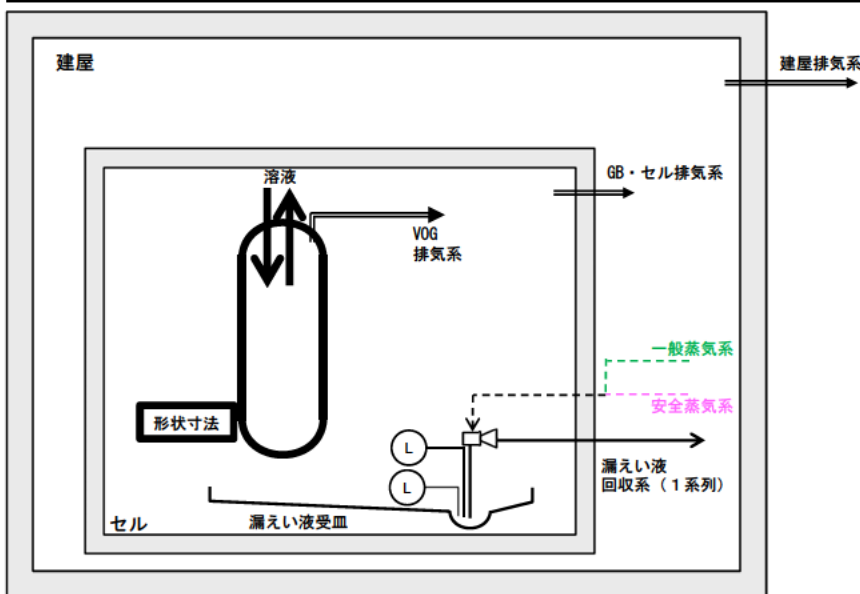 建屋
建屋排気系
溶液
GB・セル排気系
VOG
排気系
一般蒸気系
安全蒸気系
形状寸法
L
L
漏えい液
回収系（１系列）
漏えい液受皿
セル